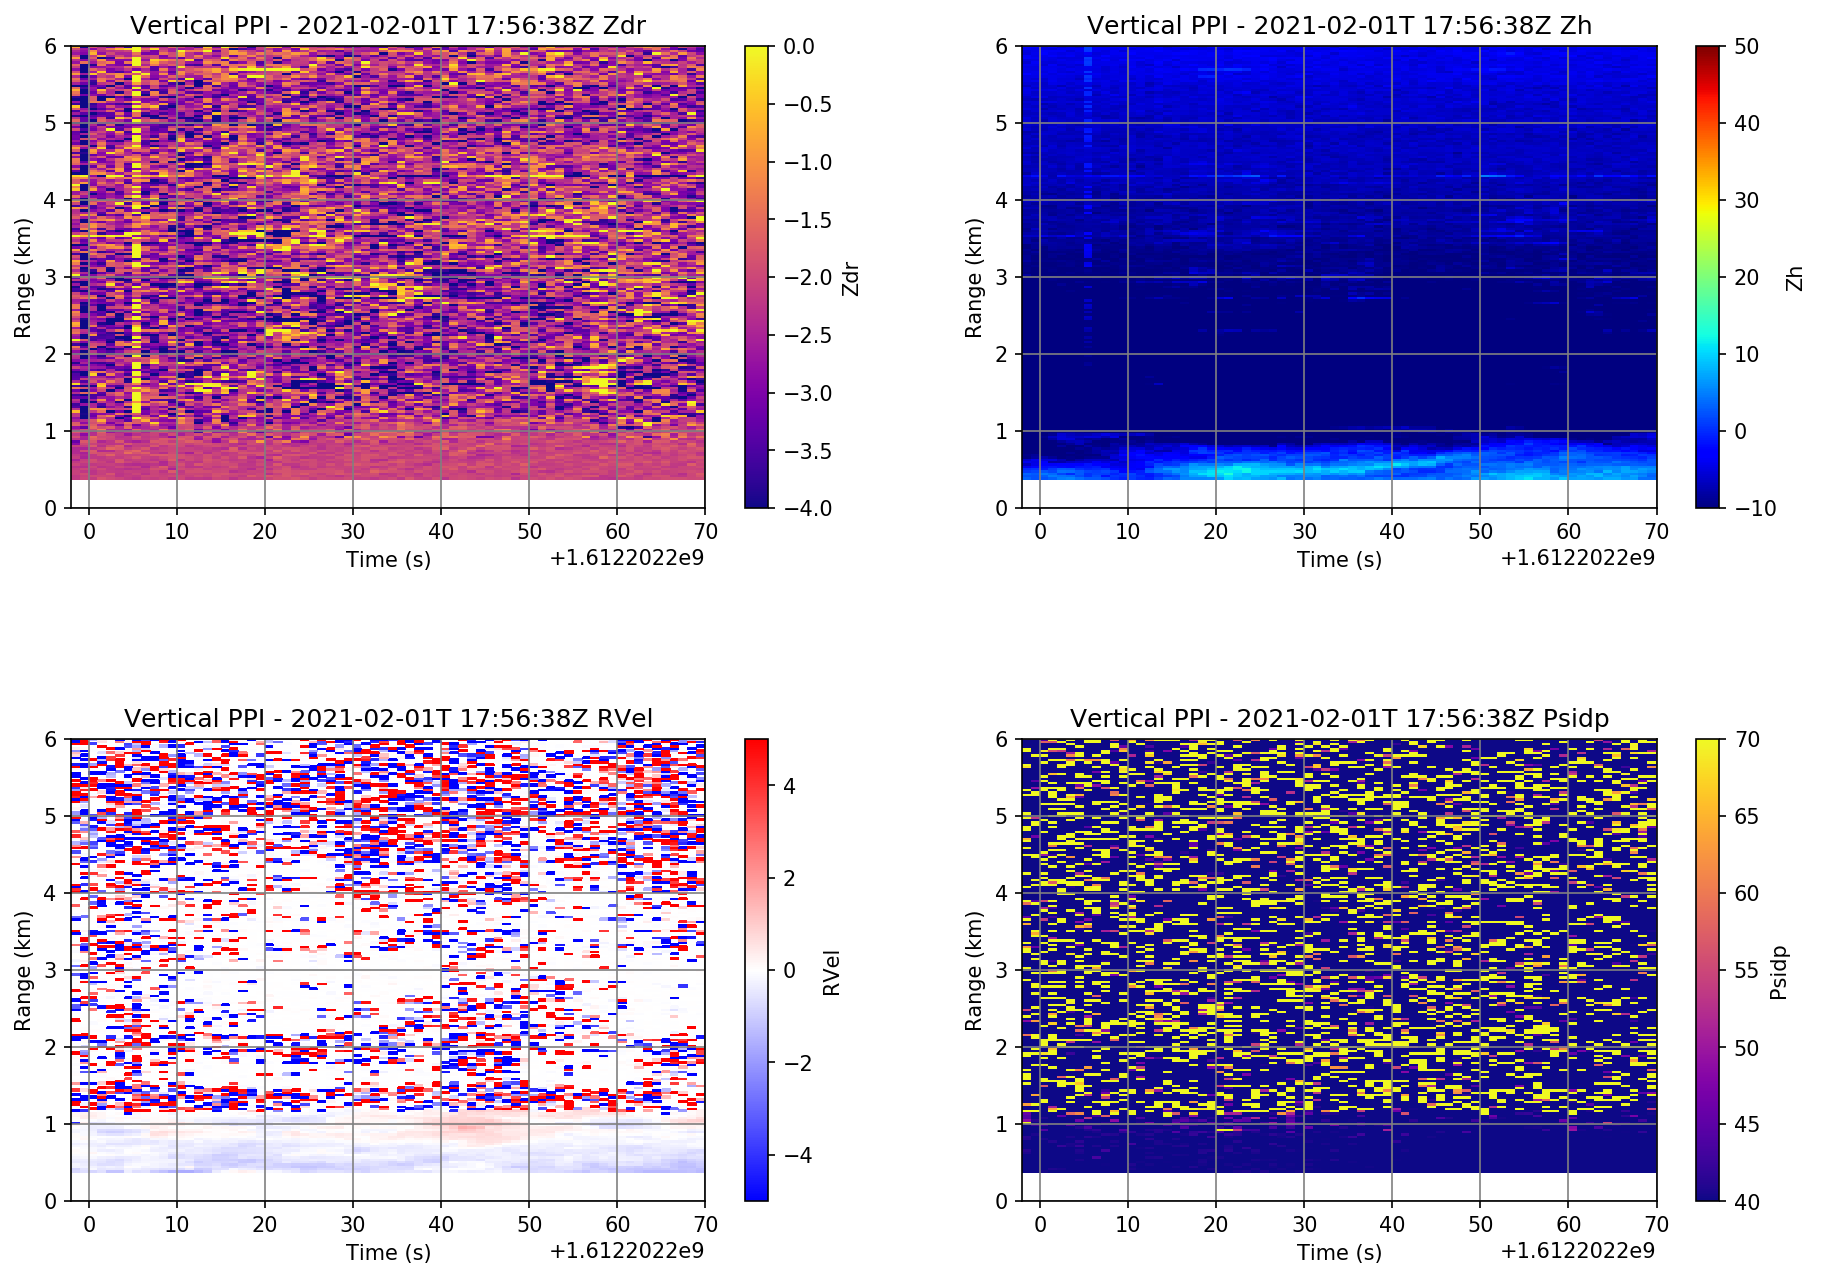 Vertical PPI - 2021-02-01T 17:56:38Z Zdr
6
5
4
3
2
1
0
Range (km)
0 10 20 30 40 50 60 70
Time (s)
+1.6122022e9
0.0
−0.5
−1.0
−1.5
−2.0
−2.5
−3.0
−3.5
−4.0
Zdr
Vertical PPI - 2021-02-01T 17:56:38Z Zh
6
5
4
3
2
1
0
Range (km)
0 10 20 30 40 50 60 70
Time (s)
+1.6122022e9
50
40
30
20
10
0
−10
Zh
Vertical PPI - 2021-02-01T 17:56:38Z RVel
6
5
4
3
2
1
0
Range (km)
0 10 20 30 40 50 60 70
Time (s)
+1.6122022e9
4
2
0
−2
−4
RVel
Vertical PPI - 2021-02-01T 17:56:38Z Psidp
6
5
4
3
2
1
0
Range (km)
0 10 20 30 40 50 60 70
Time (s)
+1.6122022e9
70
65
60
55
50
45
40
Psidp